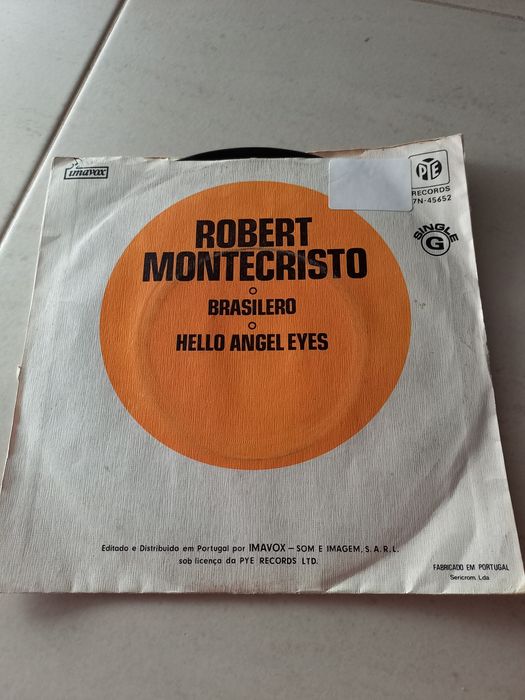 imavox
PYE
RECORDS
7N-45652
SINGLE
G
ROBERT
MONTECRISTO
BRASILERO
HELLO ANGEL EYES
Editado e Distribuido em Portugal por IMAVOX — SOM E IMAGEM, S. A. R. L.
sob licença da PYE RECORDS LTD.
FABRICADO EM PORTUGAL
Sericrom, Lda